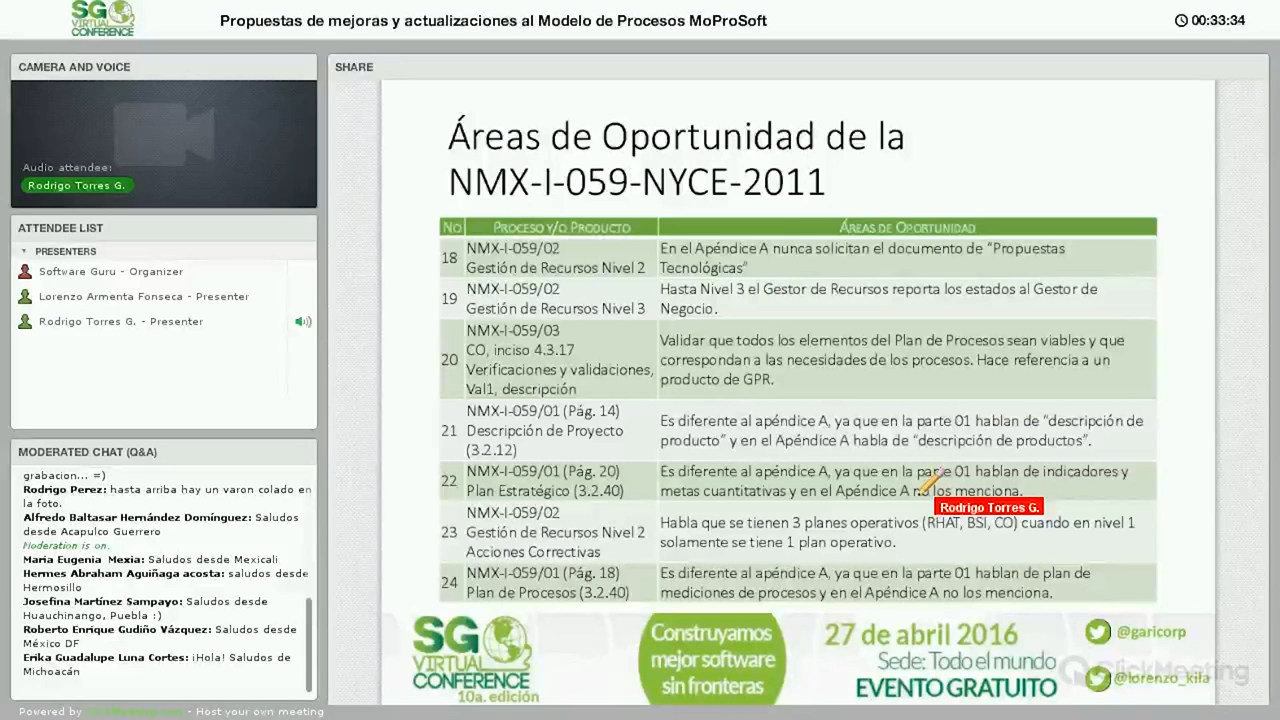 SG
VIRTUAL
CONFERENCE
Propuestas de mejoras y actualizaciones al Modelo de Procesos MoProSoft
00:33:34
CAMERA AND VOICE
Audio attendee:
Rodrigo Torres G.
ATTENDEE LIST
PRESENTERS
Software Guru - Organizer
Lorenzo Armenta Fonseca - Presenter
Rodrigo Torres G. - Presenter
MODERATED CHAT (Q&A)
grabacion... =)
Rodrigo Perez: hasta arriba hay un varon colado en
la foto.
Alfredo Baltasar Hernández Domínguez: Saludos
desde Acapulco Guerrero
Moderation is on.
Maria Eugenia Mexia: Saludos desde Mexicali
Hermes Abraham Aguiñaga acosta: saludos desde
Hermosillo
Josefina Martínez Sampayo: Saludos desde
Huauchinango, Puebla :)
Roberto Enrique Gudiño Vázquez: Saludos desde
México DF
Erika Guadalupe Luna Cortes: ¡Hola! Saludos de
Michoacán
Powered by ClickMeeting.com - Host your own meeting
SHARE
Áreas de Oportunidad de la
NMX-I-059-NYCE-2011
No Proceso y/o Producto Áreas de Oportunidad
18 NMX-I-059/02
Gestión de Recursos Nivel 2
En el Apéndice A nunca solicitan el documento de "Propuestas
Tecnológicas"
19 NMX-I-059/02
Gestión de Recursos Nivel 3
Hasta Nivel 3 el Gestor de Recursos reporta los estados al Gestor de
Negocio.
20 NMX-I-059/03
CO, inciso 4.3.17
Verificaciones y validaciones,
Val1, descripción
Validar que todos los elementos del Plan de Procesos sean viables y que
correspondan a las necesidades de los procesos. Hace referencia a un
producto de GPR.
21 NMX-I-059/01 (Pág. 14)
Descripción de Proyecto
(3.2.12)
Es diferente al apéndice A, ya que en la parte 01 hablan de "descripción de
producto" y en el Apéndice A habla de "descripción de productos".
22 NMX-I-059/01 (Pág. 20)
Plan Estratégico (3.2.40)
Es diferente al apéndice A, ya que en la parte 01 hablan de indicadores y
metas cuantitativas y en el Apéndice A no los menciona.
Rodrigo Torres G.
23 NMX-I-059/02
Gestión de Recursos Nivel 2
Acciones Correctivas
Habla que se tienen 3 planes operativos (RHAT, BSI, CO) cuando en nivel 1
solamente se tiene 1 plan operativo.
24 NMX-I-059/01 (Pág. 18)
Plan de Procesos (3.2.40)
Es diferente al apéndice A, ya que en la parte 01 hablan de plan de
mediciones de procesos y en el Apéndice A no los menciona.
SG
VIRTUAL
CONFERENCE
10a. edición
Construyamos
mejor software
sin fronteras
27 de abril 2016
Sede: Todo el mundo
EVENTO GRATUITO
@garicorp
@lorenzo_kila
ClickMeeting